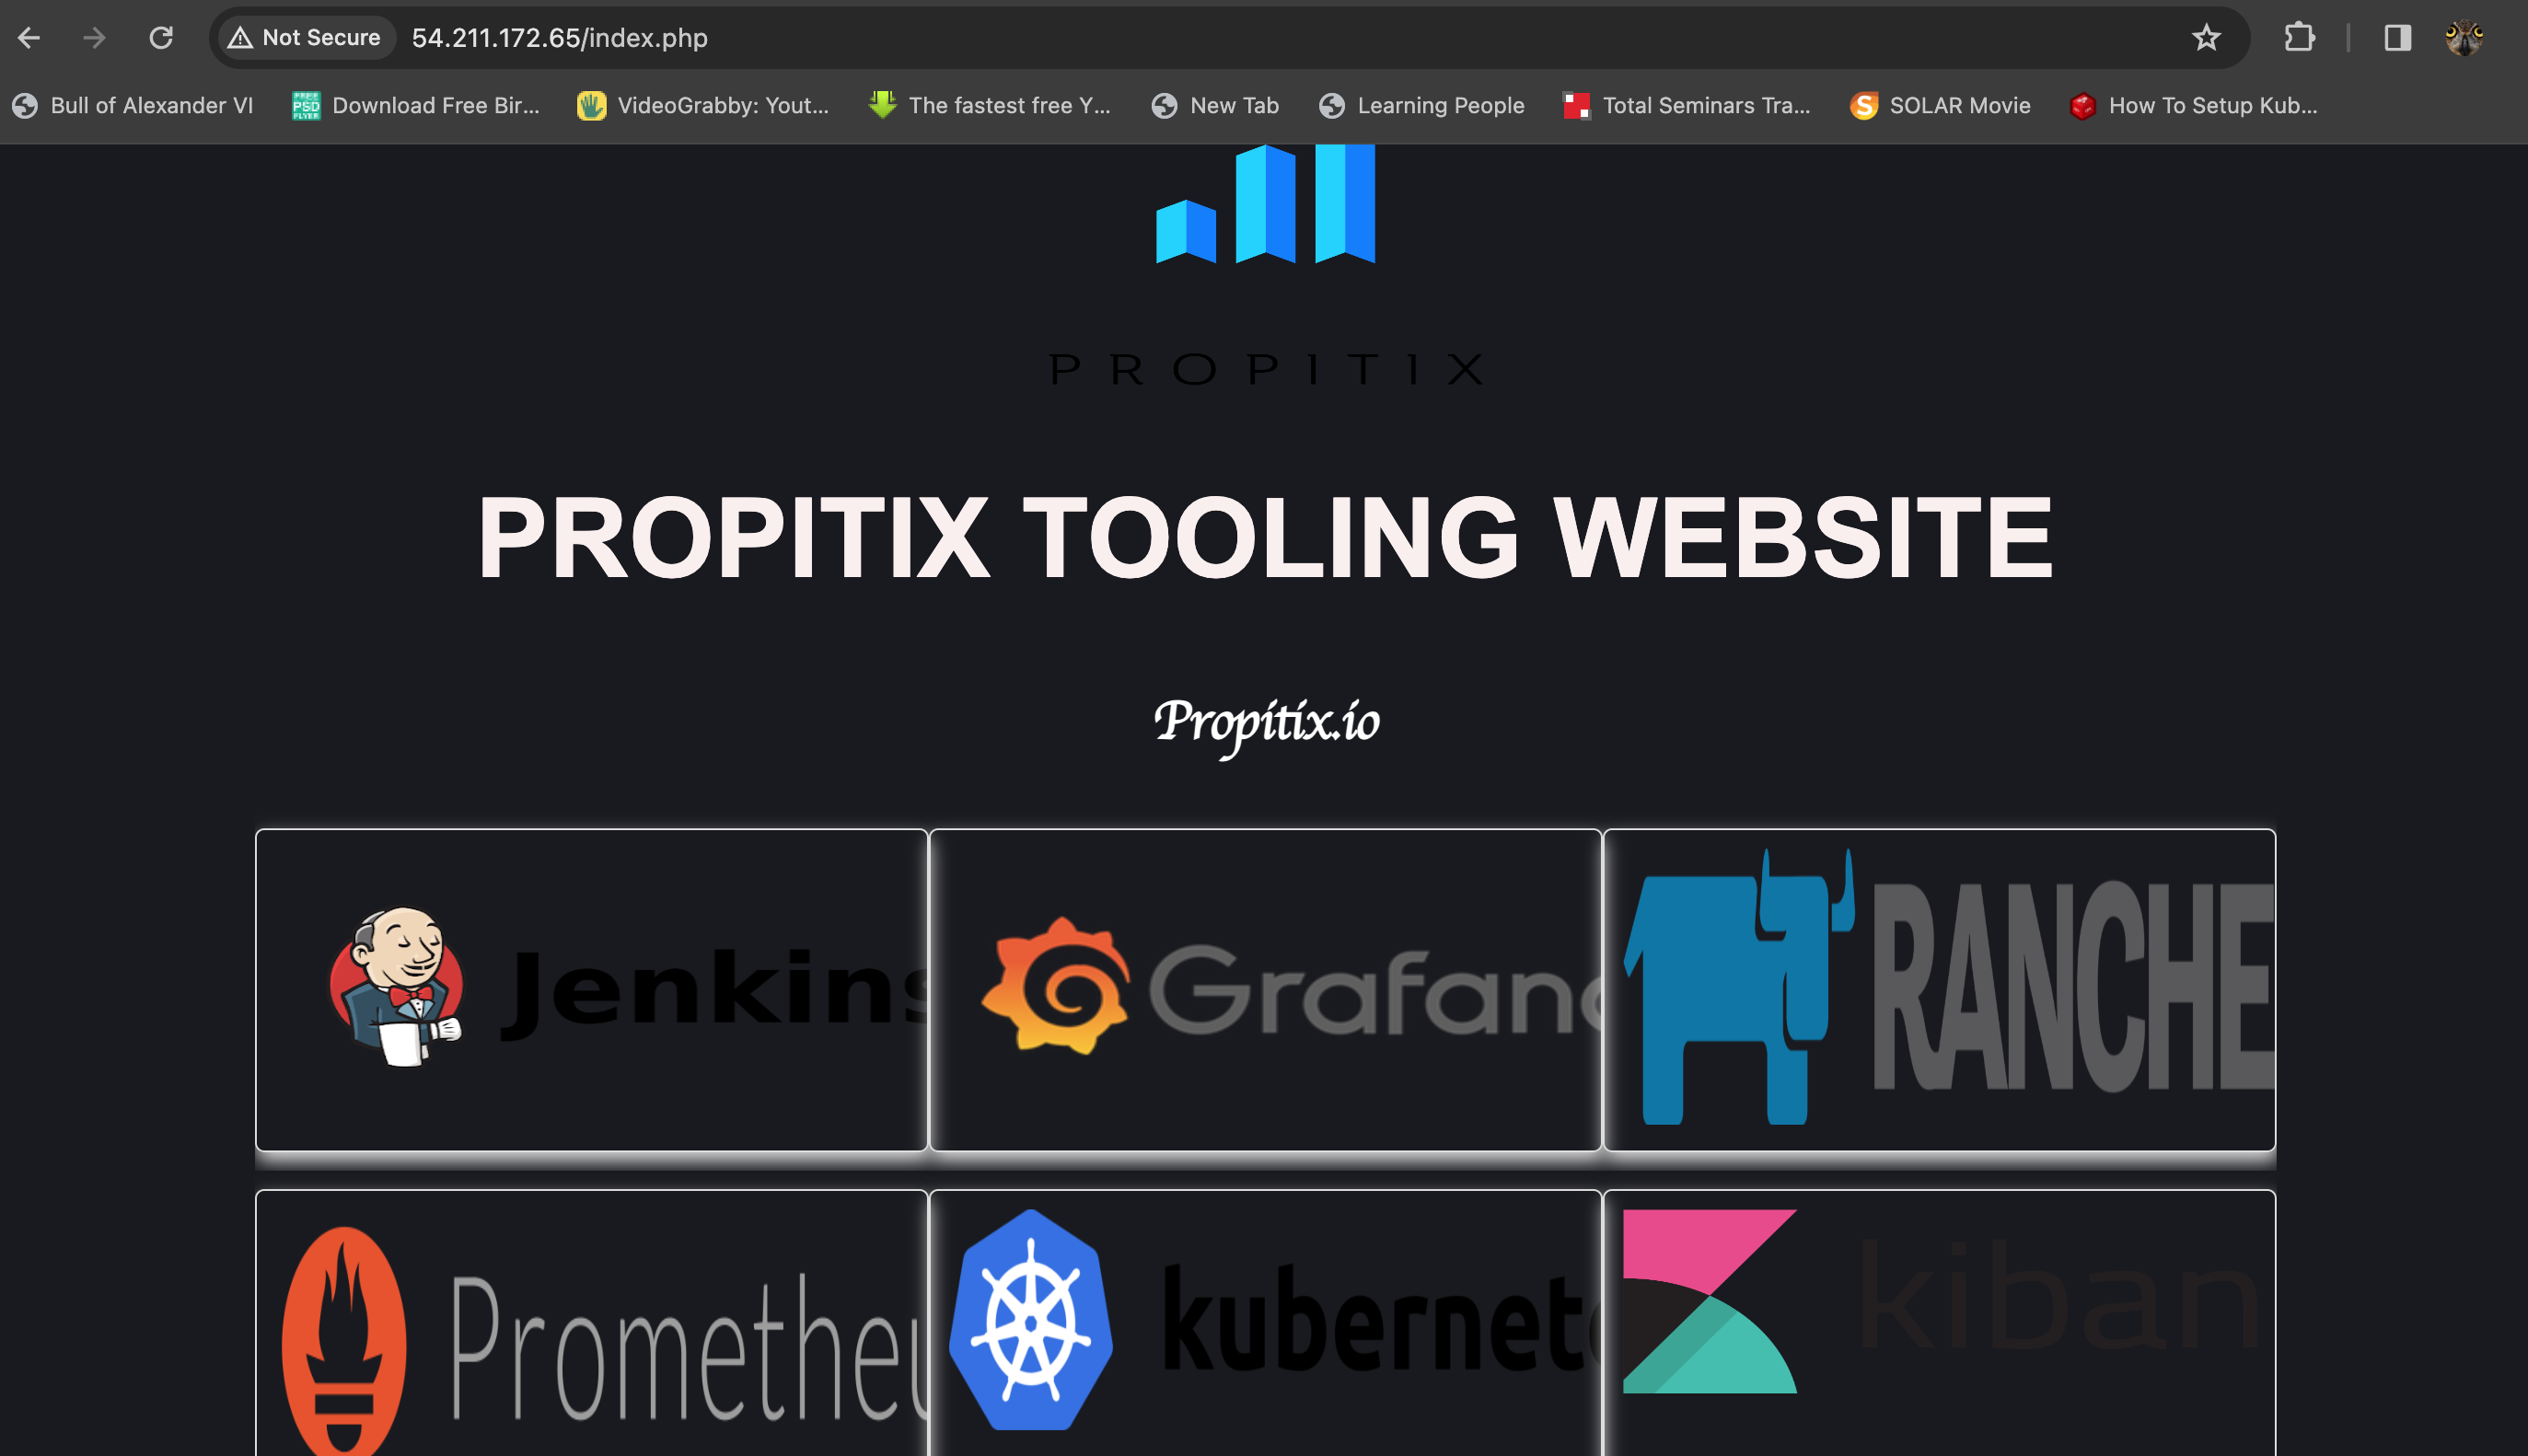 Not Secure 54.211.172.65/index.php
Bull of Alexander VI Download Free Bir... VideoGrabby: Yout... The fastest free Y... New Tab Learning People Total Seminars Tra... SOLAR Movie How To Setup Kub...
PROPITIX
PROPITIX TOOLING WEBSITE
Propitix.io
Jenkins Grafana RANCHE
Prometheu kubernete kiban